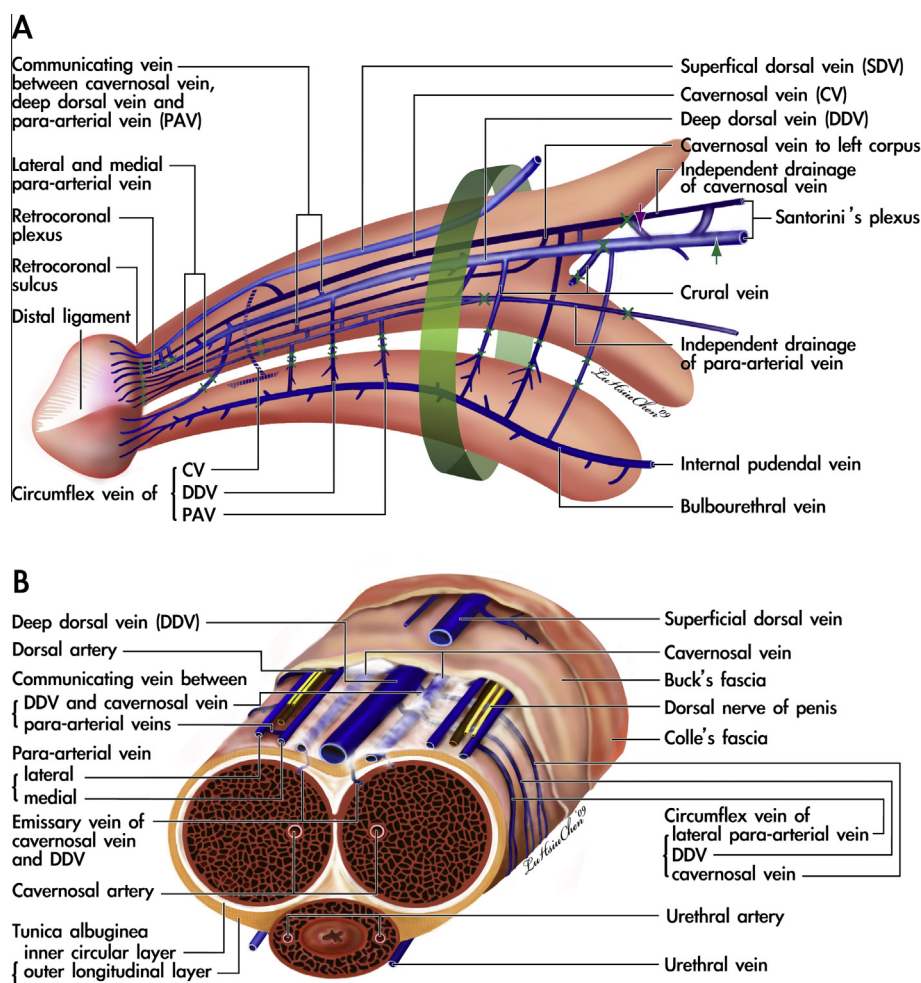 A
Communicating vein
between cavernosal vein,
deep dorsal vein and
para-arterial vein (PAV)
Lateral and medial
para-arterial vein
Retrocoronal
plexus
Retrocoronal
sulcus
Distal ligament
Circumflex vein of
CV
DDV
PAV
Superfical dorsal vein (SDV)
Cavernosal vein (CV)
Deep dorsal vein (DDV)
Cavernosal vein to left corpus
Independent drainage
of cavernosal vein
Santorini's plexus
Crural vein
Independent drainage
of para-arterial vein
LuHsiuChen '09
Internal pudendal vein
Bulbourethral vein
B
Deep dorsal vein (DDV)
Dorsal artery
Communicating vein between
DDV and cavernosal vein
para-arterial veins
Para-arterial vein
lateral
medial
Emissary vein of
cavernosal vein
and DDV
Cavernosal artery
Tunica albuginea
inner circular layer
outer longitudinal layer
Superficial dorsal vein
Cavernosal vein
Buck's fascia
Dorsal nerve of penis
Colle's fascia
LuHsiuChen '09
Circumflex vein of
lateral para-arterial vein
DDV
cavernosal vein
Urethral artery
Urethral vein